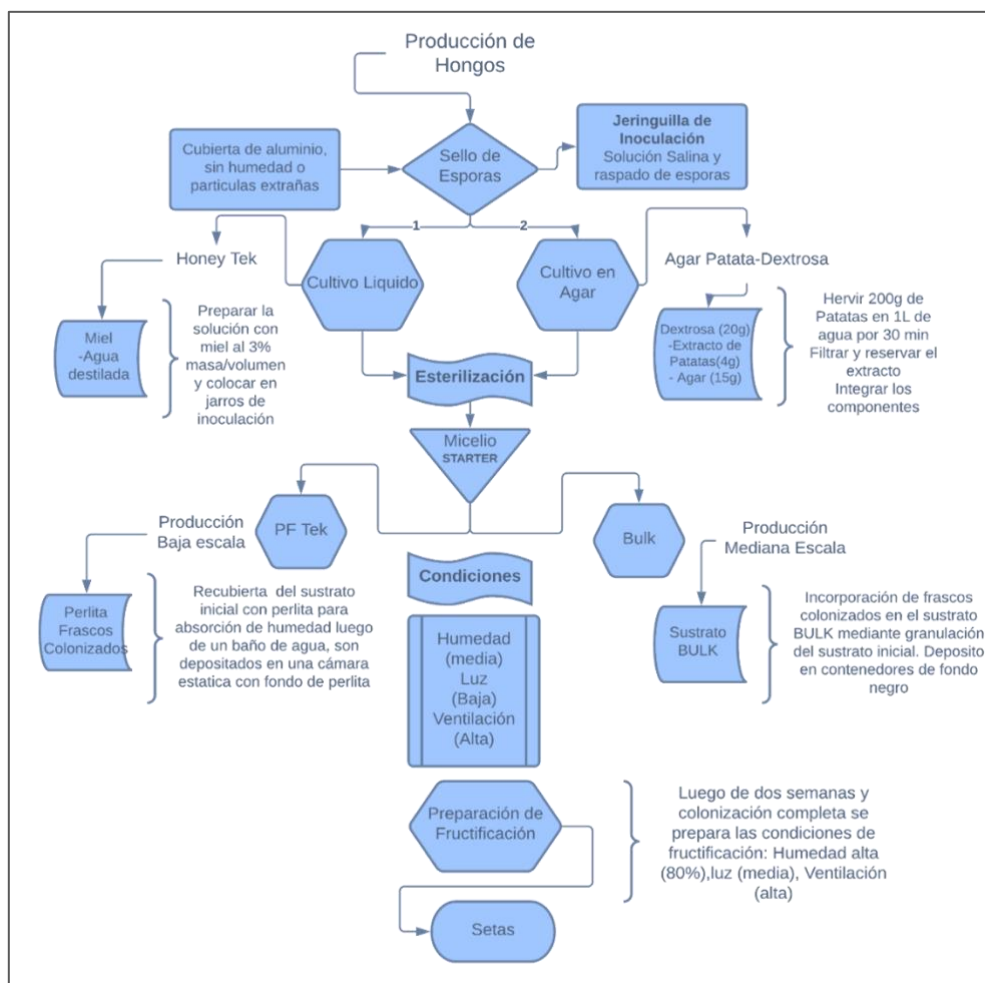 Producción de
Hongos
Cubierta de aluminio,
sin humedad o
particulas extrañas
Sello de
Esporas
Jeringuilla de
Inoculación
Solución Salina y
raspado de esporas
1
2
Honey Tek
Cultivo Liquido
Cultivo en
Agar
Agar Patata-Dextrosa
Miel
-Agua
destilada
Preparar la
solución con
miel al 3%
masa/volumen
y colocar en
jarros de
inoculación
Dextrosa (20g)
-Extracto de
Patatas(4g)
- Agar (15g)
Hervir 200g de
Patatas en 1L de
agua por 30 min
Filtrar y reservar el
extracto
Integrar los
componentes
Esterilización
Micelio
STARTER
Producción
Baja escala
PF Tek
Bulk
Producción
Mediana Escala
Perlita
Frascos
Colonizados
Recubierta del sustrato
inicial con perlita para
absorción de humedad luego
de un baño de agua, son
depositados en una cámara
estatica con fondo de perlita
Condiciones
Humedad
(media)
Luz
(Baja)
Ventilación
(Alta)
Sustrato
BULK
Incorporación de frascos
colonizados en el sustrato
BULK mediante granulación
del sustrato inicial. Deposito
en contenedores de fondo
negro
Preparación de
Fructificación
Luego de dos semanas y
colonización completa se
prepara las condiciones de
fructificación: Humedad alta
(80%),luz (media), Ventilación
(alta)
Setas